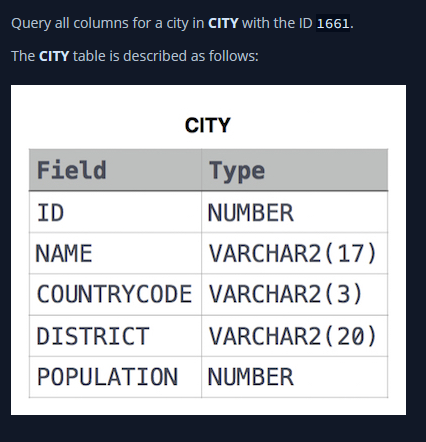 Query all columns for a city in CITY with the ID 1661.
The CITY table is described as follows:
CITY
Field Type
ID NUMBER
NAME VARCHAR2(17)
COUNTRYCODE VARCHAR2(3)
DISTRICT VARCHAR2(20)
POPULATION NUMBER